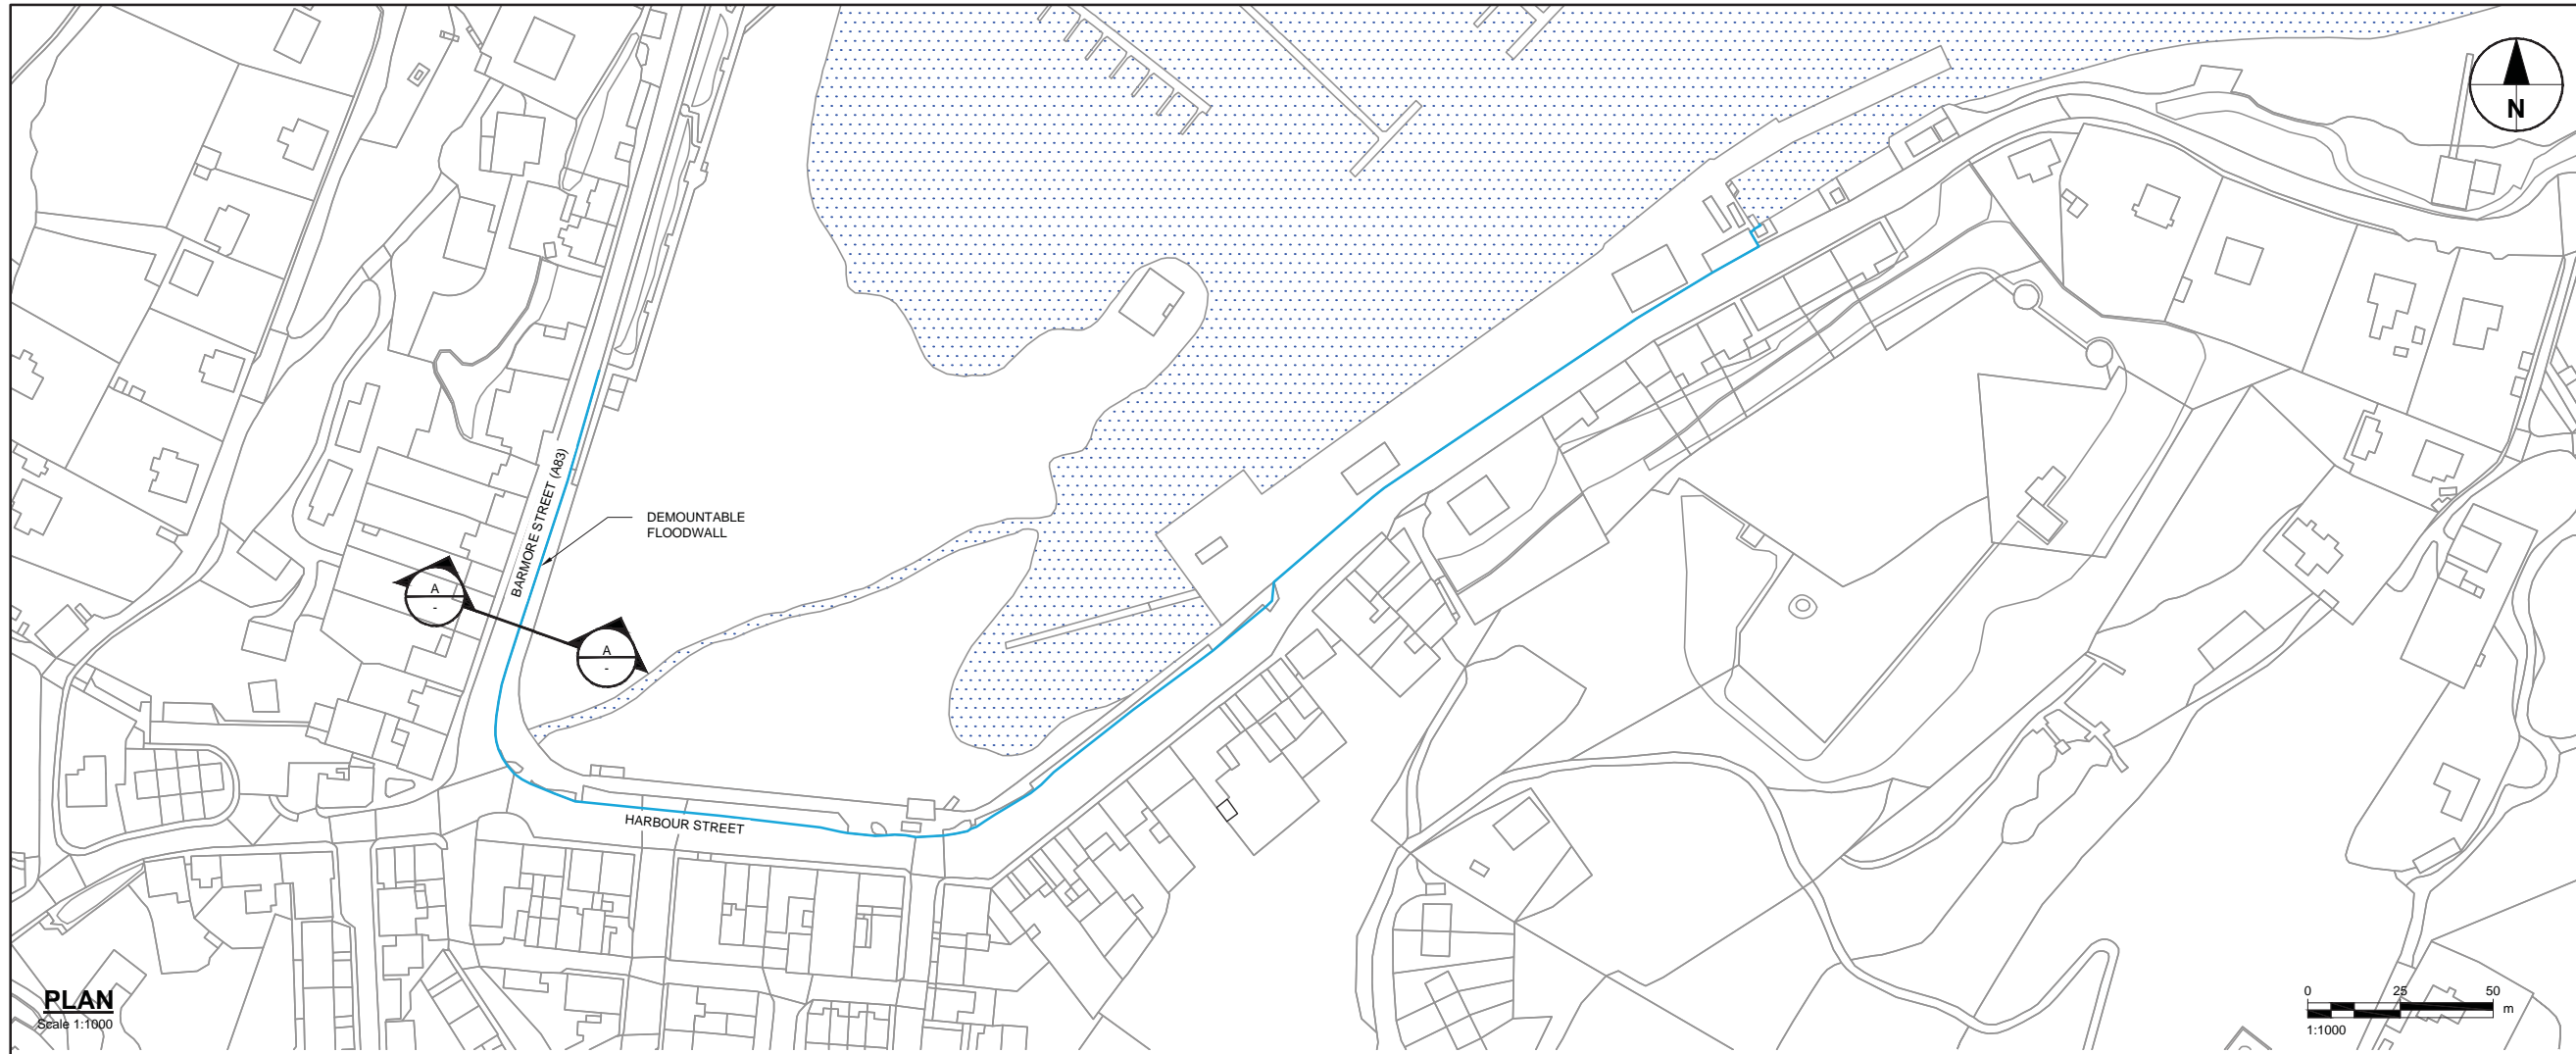 N
BARMORE STREET (A83)
DEMOUNTABLE
FLOODWALL
A
-
A
-
HARBOUR STREET
PLAN
Scale 1:1000
0 25 50
m
1:1000